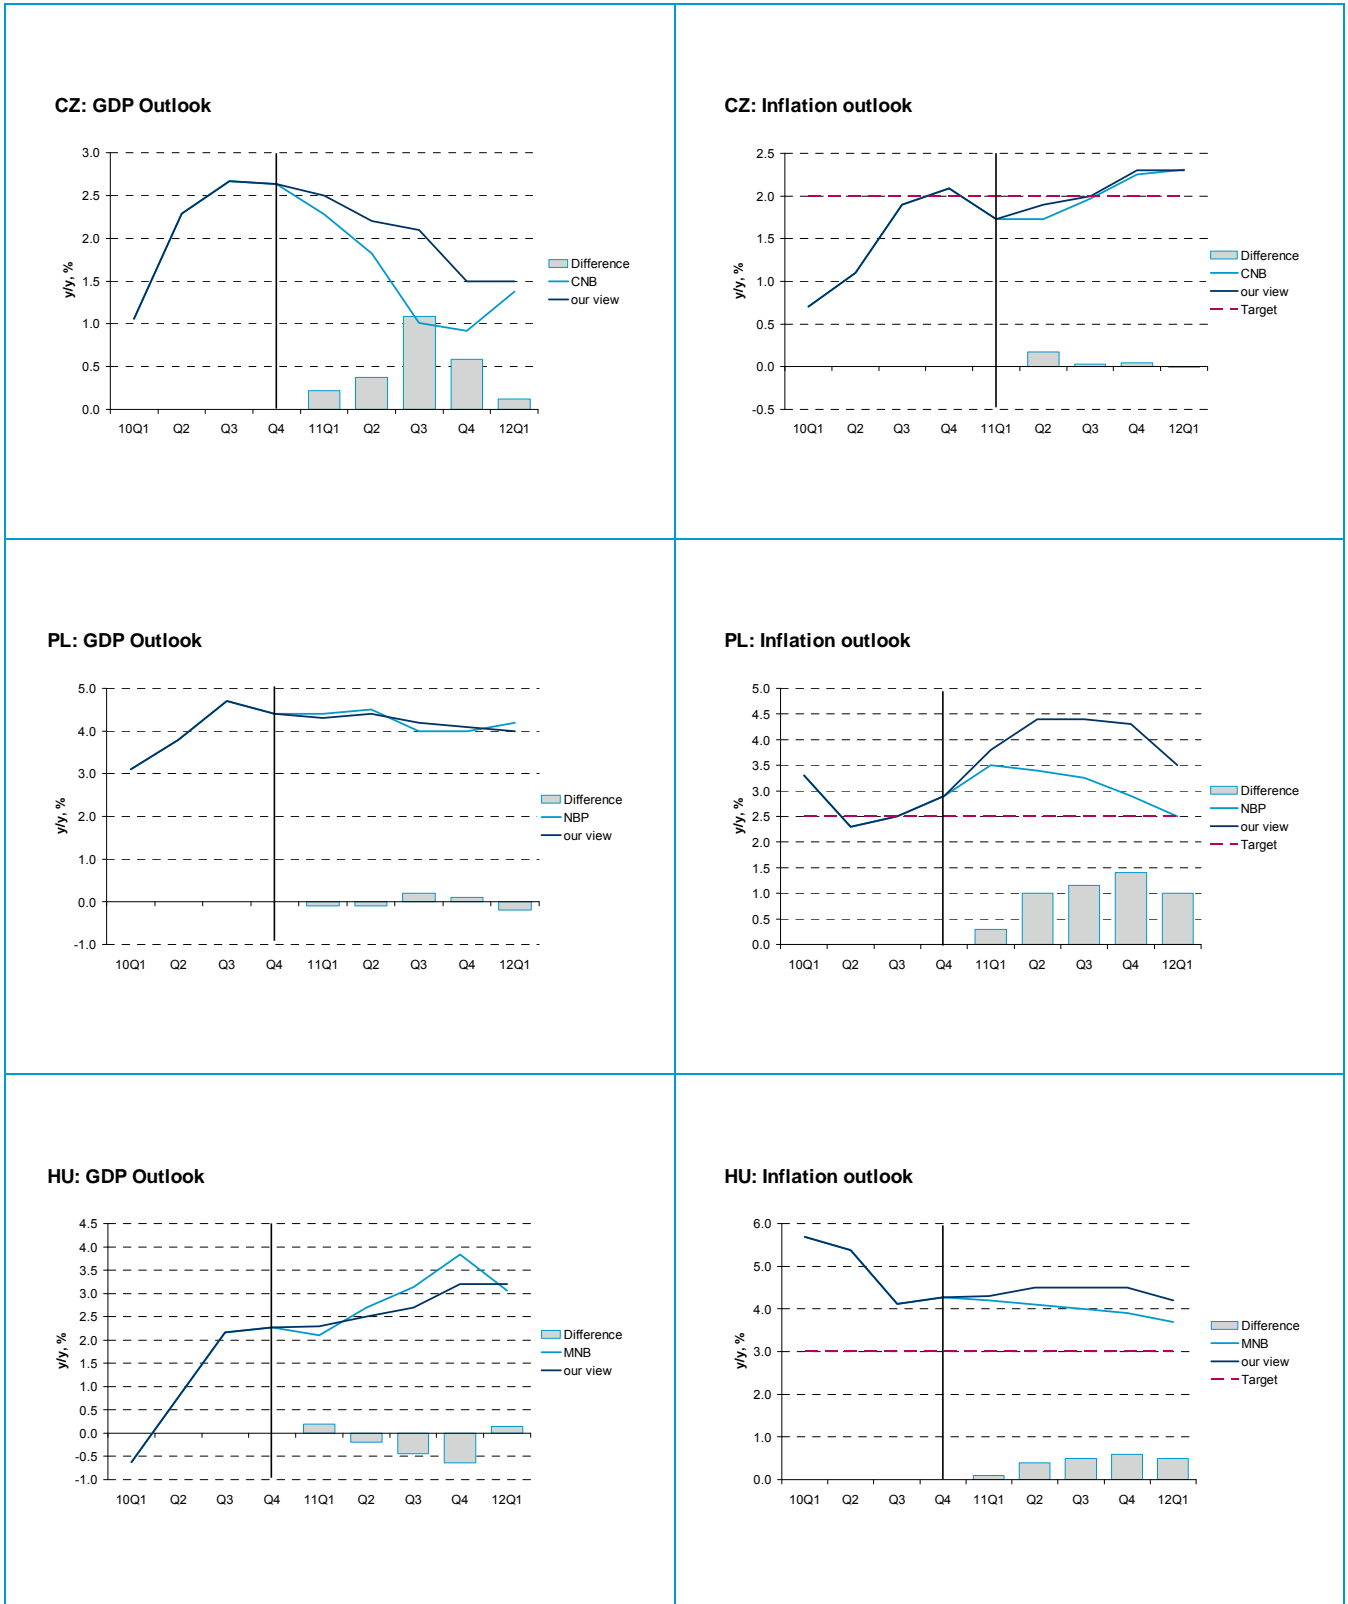 CZ: GDP Outlook
3.0
2.5
2.0
1.5
1.0
0.5
0.0
y/y, %
10Q1 Q2 Q3 Q4 11Q1 Q2 Q3 Q4 12Q1
Difference
CNB
our view
CZ: Inflation outlook
2.5
2.0
1.5
1.0
0.5
0.0
-0.5
y/y, %
10Q1 Q2 Q3 Q4 11Q1 Q2 Q3 Q4 12Q1
Difference
CNB
our view
Target
PL: GDP Outlook
5.0
4.0
3.0
2.0
1.0
0.0
-1.0
y/y, %
10Q1 Q2 Q3 Q4 11Q1 Q2 Q3 Q4 12Q1
Difference
NBP
our view
PL: Inflation outlook
5.0
4.5
4.0
3.5
3.0
2.5
2.0
1.5
1.0
0.5
0.0
y/y, %
10Q1 Q2 Q3 Q4 11Q1 Q2 Q3 Q4 12Q1
Difference
NBP
our view
Target
HU: GDP Outlook
4.5
4.0
3.5
3.0
2.5
2.0
1.5
1.0
0.5
0.0
-0.5
-1.0
y/y, %
10Q1 Q2 Q3 Q4 11Q1 Q2 Q3 Q4 12Q1
Difference
MNB
our view
HU: Inflation outlook
6.0
5.0
4.0
3.0
2.0
1.0
0.0
y/y, %
10Q1 Q2 Q3 Q4 11Q1 Q2 Q3 Q4 12Q1
Difference
MNB
our view
Target